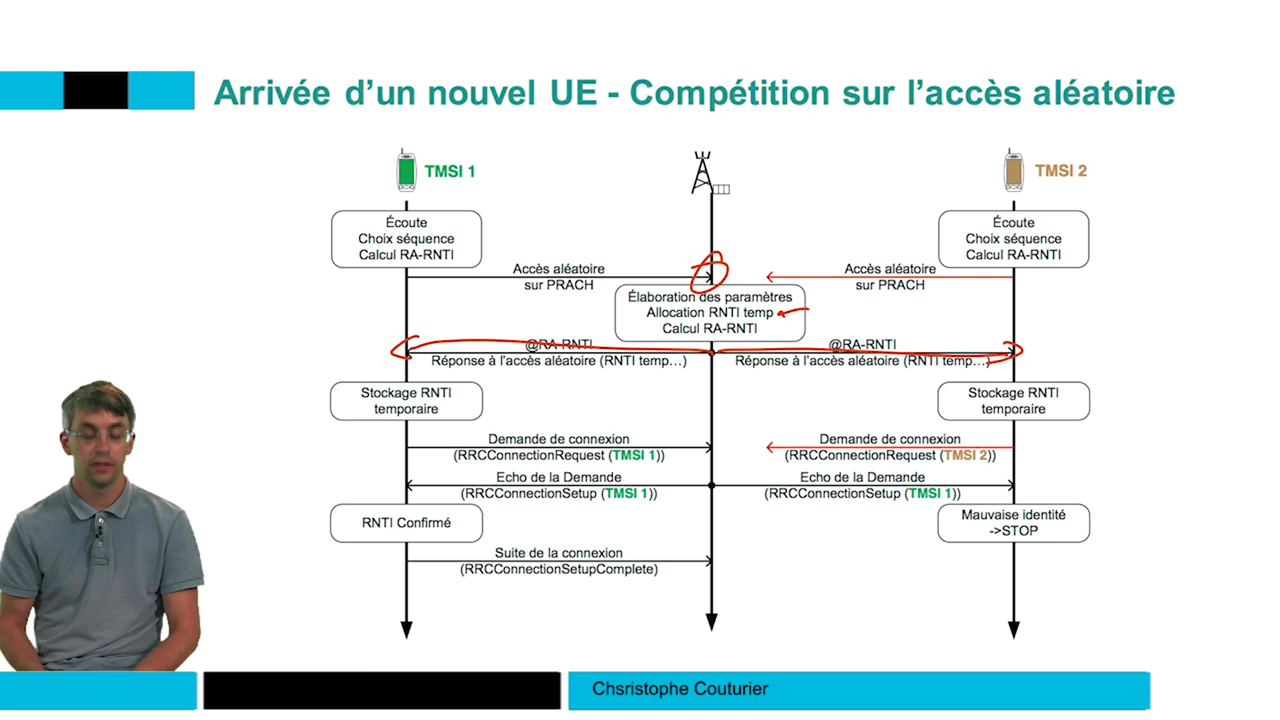 Arrivée d'un nouvel UE - Compétition sur l'accès aléatoire
TMSI 1
TMSI 2
Écoute
Choix séquence
Calcul RA-RNTI
Écoute
Choix séquence
Calcul RA-RNTI
Accès aléatoire
sur PRACH
Accès aléatoire
sur PRACH
Élaboration des paramètres
Allocation RNTI temp
Calcul RA-RNTI
@RA-RNTI
Réponse à l'accès aléatoire (RNTI temp...)
@RA-RNTI
Réponse à l'accès aléatoire (RNTI temp...)
Stockage RNTI
temporaire
Stockage RNTI
temporaire
Demande de connexion
(RRCConnectionRequest (TMSI 1))
Demande de connexion
(RRCConnectionRequest (TMSI 2))
Echo de la Demande
(RRCConnectionSetup (TMSI 1))
Echo de la Demande
(RRCConnectionSetup (TMSI 1))
RNTI Confirmé
Mauvaise identité
->STOP
Suite de la connexion
(RRCConnectionSetupComplete)
Chsristophe Couturier